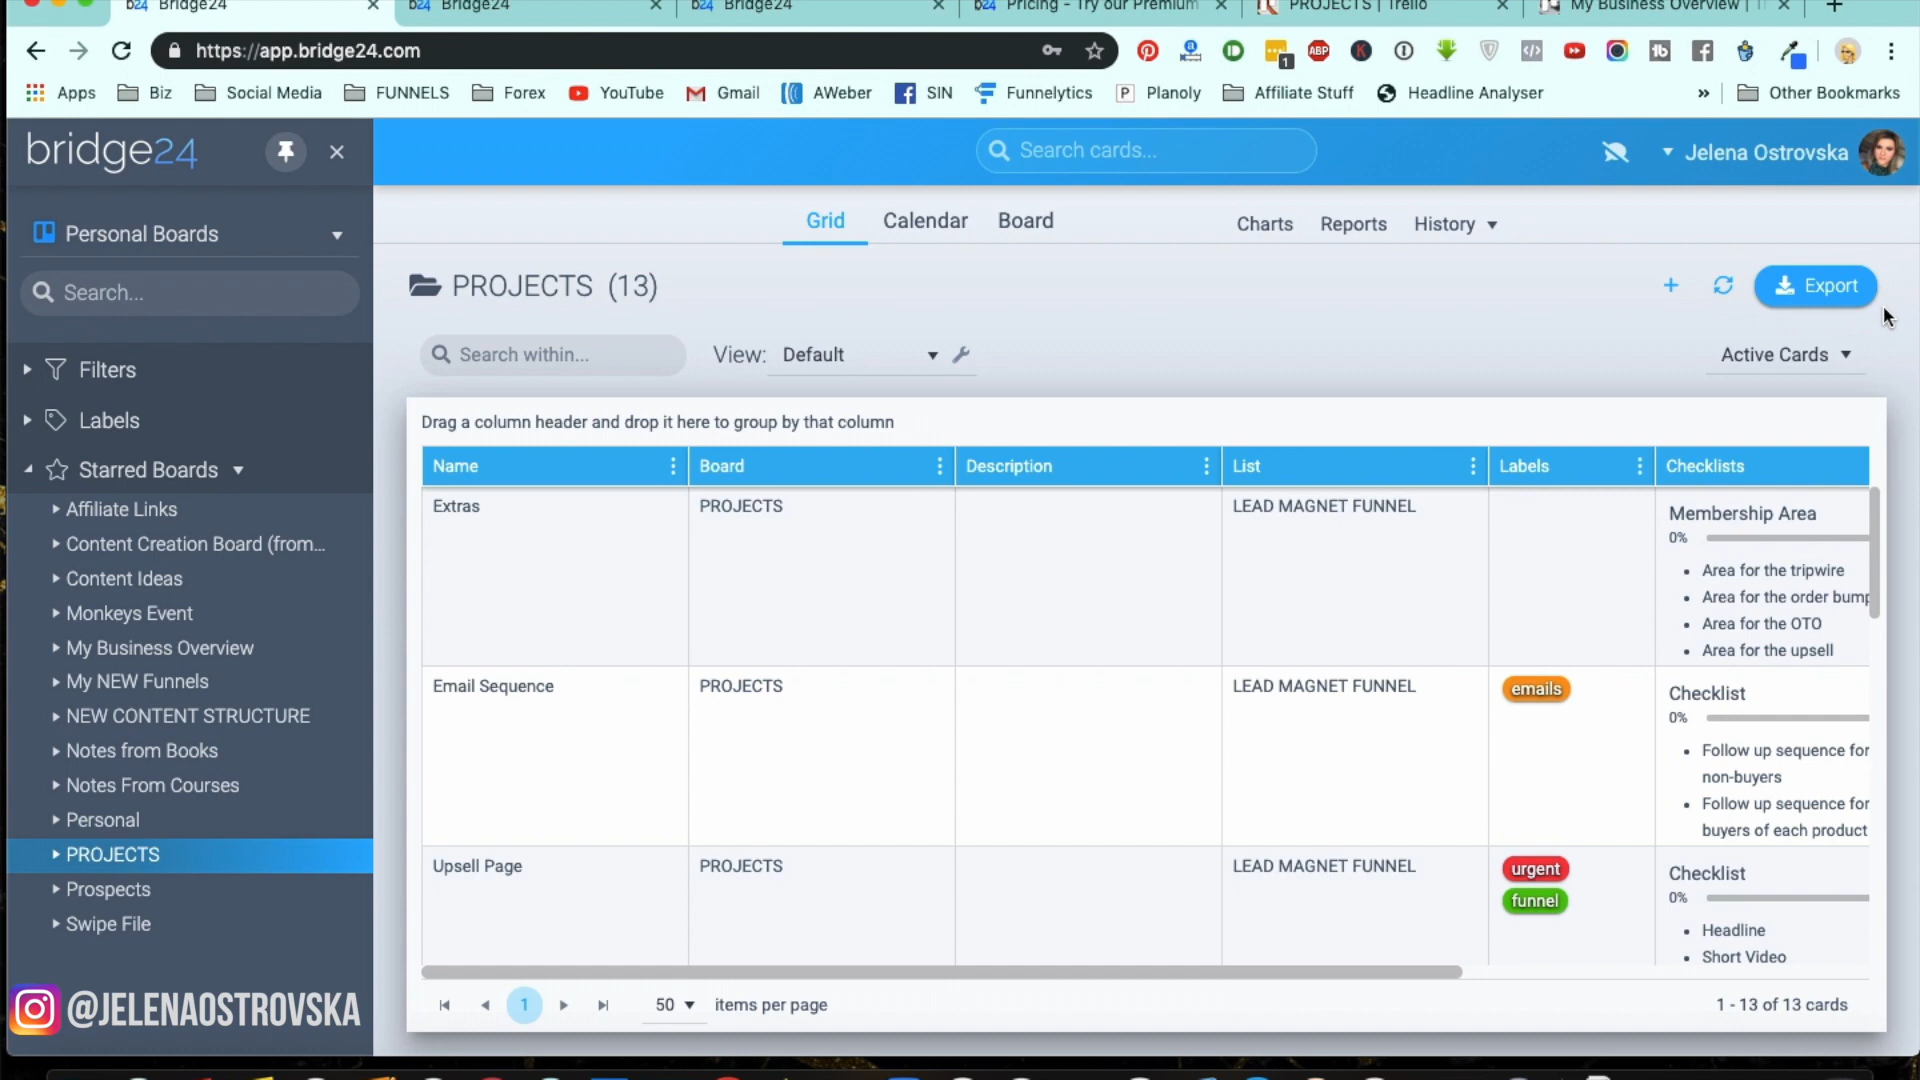 b24 Bridge24
b24 Bridge24
b24 Bridge24
b24 Pricing - Try our Premium
PROJECTS | Trello
My Business Overview |
https://app.bridge24.com
1
ABP
Apps
Biz
Social Media
FUNNELS
Forex
YouTube
Gmail
AWeber
SIN
Funnelytics
Planoly
Affiliate Stuff
Headline Analyser
Other Bookmarks
bridge24
Search cards...
Jelena Ostrovska
Personal Boards
Search...
Filters
Labels
Starred Boards
Affiliate Links
Content Creation Board (from...
Content Ideas
Monkeys Event
My Business Overview
My NEW Funnels
NEW CONTENT STRUCTURE
Notes from Books
Notes From Courses
Personal
PROJECTS
Prospects
Swipe File
@JELENAOSTROVSKA
Grid Calendar Board
Charts Reports History
PROJECTS (13)
Export
Search within...
View: Default
Active Cards
Drag a column header and drop it here to group by that column
Name Board Description List Labels Checklists
Extras PROJECTS LEAD MAGNET FUNNEL
Membership Area
0%
Area for the tripwire
Area for the order bump
Area for the OTO
Area for the upsell
Email Sequence PROJECTS LEAD MAGNET FUNNEL emails
Checklist
0%
Follow up sequence for
non-buyers
Follow up sequence for
buyers of each product
Upsell Page PROJECTS LEAD MAGNET FUNNEL urgent
funnel
Checklist
0%
Headline
Short Video
1
50 items per page
1 - 13 of 13 cards